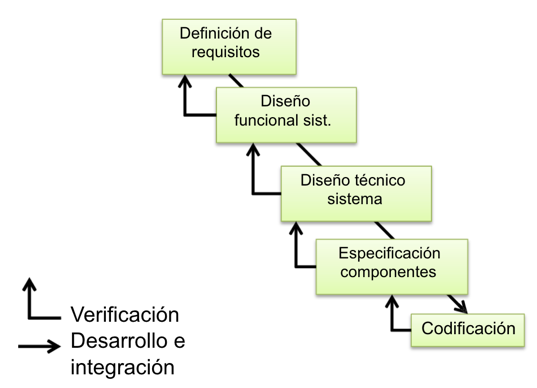 Definición de
requisitos
Diseño
funcional sist.
Diseño técnico
sistema
Especificación
componentes
Codificación
Verificación
Desarrollo e
integración